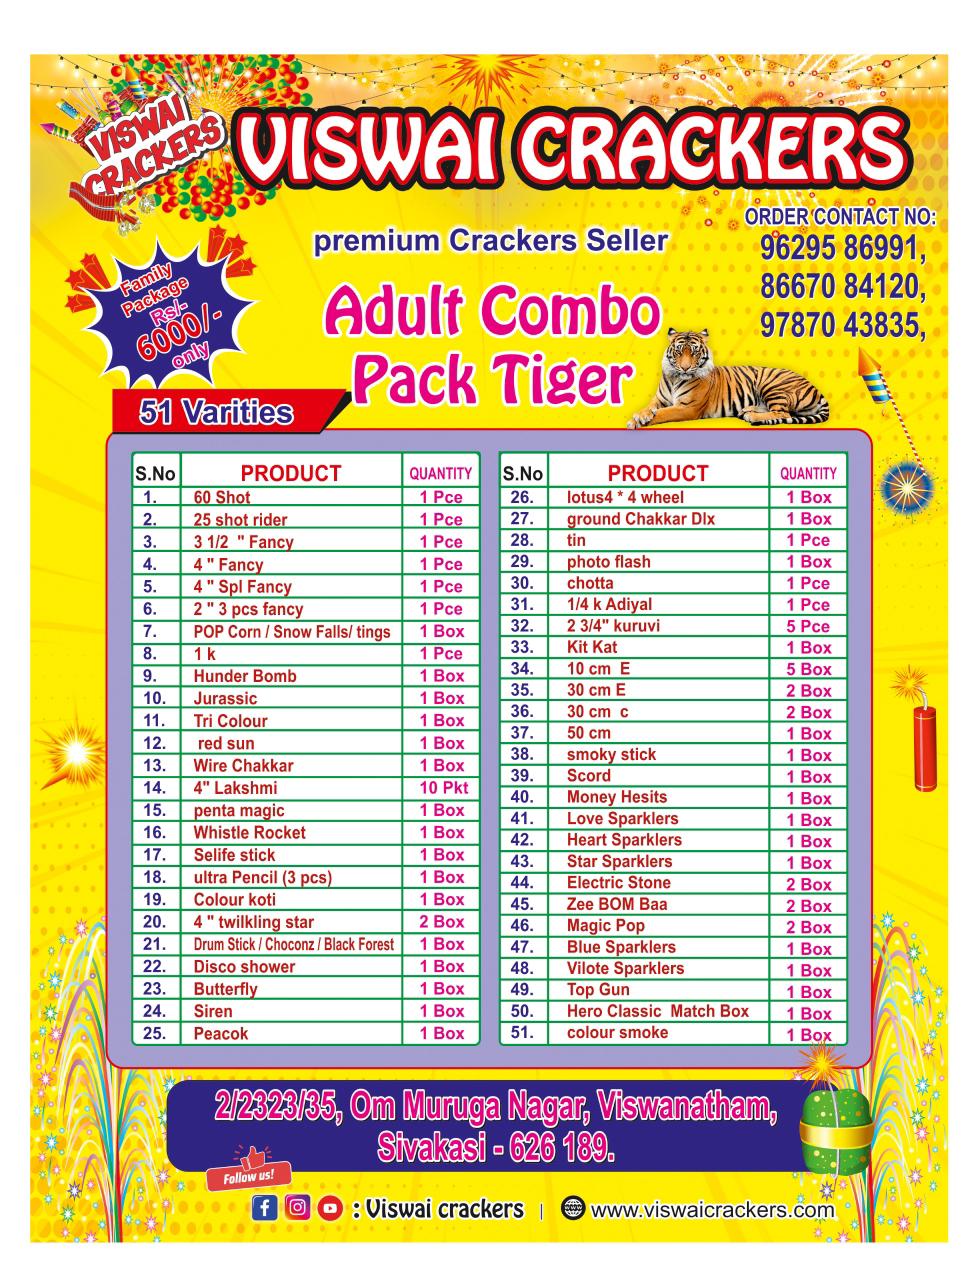 VISWAI
CRACKERS
VISWAI CRACKERS
ORDER CONTACT NO:
96295 86991,
86670 84120,
97870 43835,
premium Crackers Seller
Family
Package
Rs/-
6000/-
only
Adult Combo
Pack Tiger
51 Varities
S.No PRODUCT QUANTITY
1. 60 Shot 1 Pce
2. 25 shot rider 1 Pce
3. 3 1/2 " Fancy 1 Pce
4. 4 " Fancy 1 Pce
5. 4 " Spl Fancy 1 Pce
6. 2 " 3 pcs fancy 1 Pce
7. POP Corn / Snow Falls/ tings 1 Box
8. 1 k 1 Pce
9. Hunder Bomb 1 Box
10. Jurassic 1 Box
11. Tri Colour 1 Box
12. red sun 1 Box
13. Wire Chakkar 1 Box
14. 4" Lakshmi 10 Pkt
15. penta magic 1 Box
16. Whistle Rocket 1 Box
17. Selife stick 1 Box
18. ultra Pencil (3 pcs) 1 Box
19. Colour koti 1 Box
20. 4 " twilkling star 2 Box
21. Drum Stick / Choconz / Black Forest 1 Box
22. Disco shower 1 Box
23. Butterfly 1 Box
24. Siren 1 Box
25. Peacok 1 Box
S.No PRODUCT QUANTITY
26. lotus4 * 4 wheel 1 Box
27. ground Chakkar Dlx 1 Box
28. tin 1 Pce
29. photo flash 1 Box
30. chotta 1 Pce
31. 1/4 k Adiyal 1 Pce
32. 2 3/4" kuruvi 5 Pce
33. Kit Kat 1 Box
34. 10 cm E 5 Box
35. 30 cm E 2 Box
36. 30 cm c 2 Box
37. 50 cm 1 Box
38. smoky stick 1 Box
39. Scord 1 Box
40. Money Hesits 1 Box
41. Love Sparklers 1 Box
42. Heart Sparklers 1 Box
43. Star Sparklers 1 Box
44. Electric Stone 2 Box
45. Zee BOM Baa 2 Box
46. Magic Pop 2 Box
47. Blue Sparklers 1 Box
48. Vilote Sparklers 1 Box
49. Top Gun 1 Box
50. Hero Classic Match Box 1 Box
51. colour smoke 1 Box
2/2323/35, Om Muruga Nagar, Viswanatham,
Sivakasi - 626 189.
Follow us!
: Viswai crackers | www.viswaicrackers.com